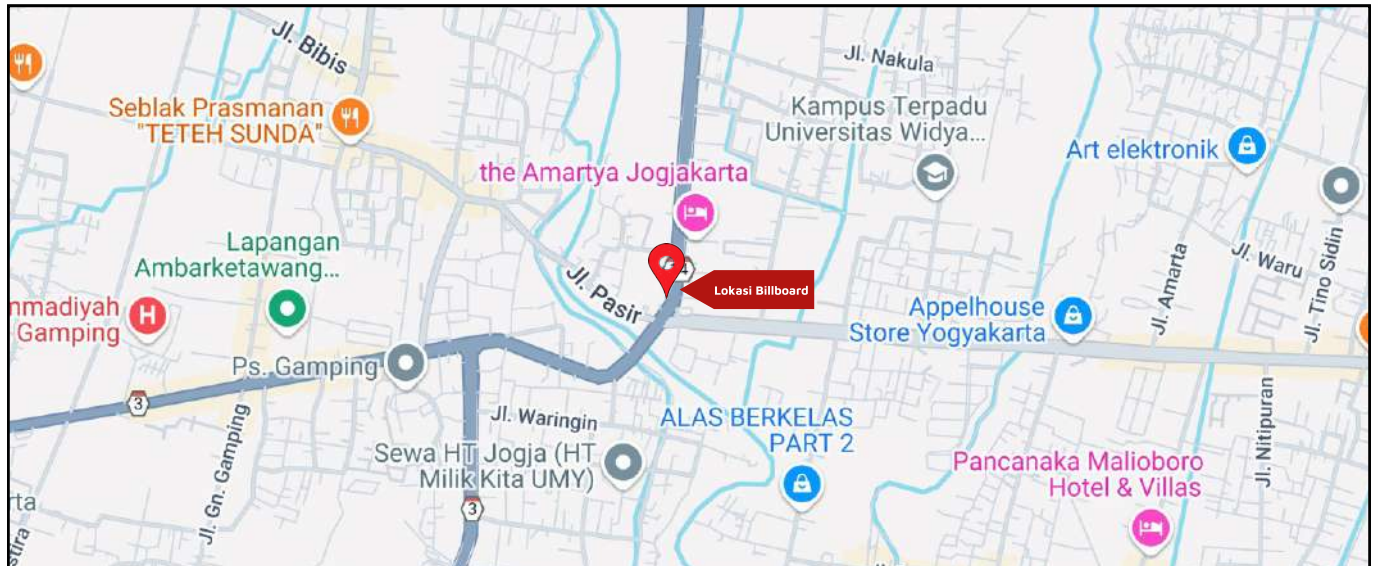 Jl. Bibis
Jl. Nakula
Seblak Prasmanan
"TETEH SUNDA"
Kampus Terpadu
Universitas Widya...
Art elektronik
the Amartya Jogjakarta
Lapangan
Ambarketawang...
Jl. Waru
Jl. Tino Sidin
Jl. Amarta
4
Lokasi Billboard
Jl. Pasir
nmadiyah
Gamping
H
Appelhouse
Store Yogyakarta
Ps. Gamping
3
Jl. Gn. Gamping
Jl. Waringin
ALAS BERKELAS
PART 2
Jl. Nitipuran
Sewa HT Jogja (HT
Milik Kita UMY)
Pancanaka Malioboro
Hotel & Villas
3
rta
stira